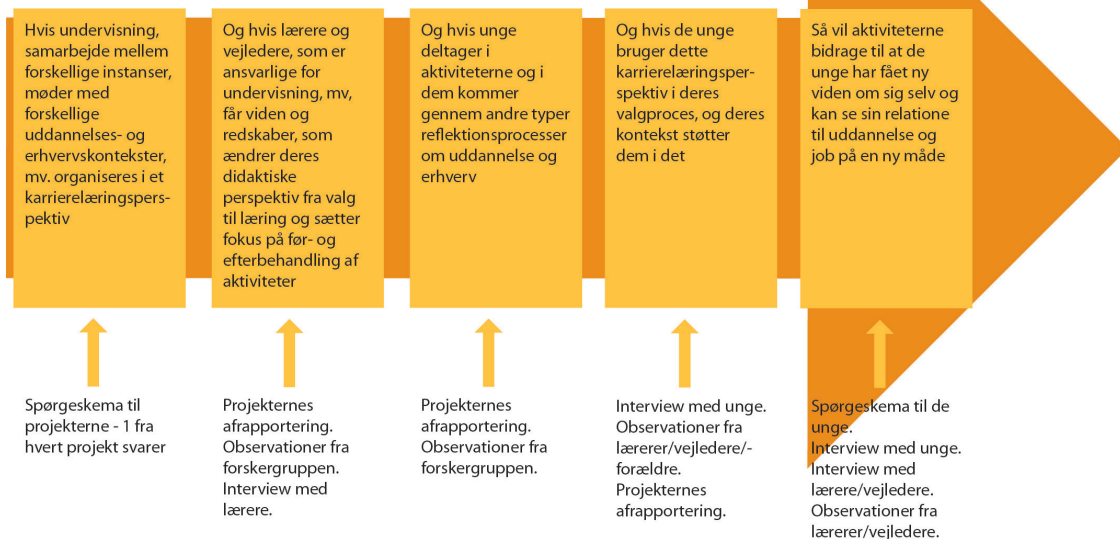 Hvis undervisning,
samarbejde mellem
forskellige instanser,
møder med
forskellige
uddannelses- og
erhvervskontekster,
mv. organiseres i et
karrierelæringspers-
pektiv
Og hvis lærere og
vejledere, som er
ansvarlige for
undervisning, mv,
får viden og
redskaber, som
ændrer deres
didaktiske
perspektiv fra valg
til læring og sætter
fokus på før- og
efterbehandling af
aktiviteter
Og hvis unge
deltager i
aktiviteterne og i
dem kommer
gennem andre typer
reflektionsprocesser
om uddannelse og
erhverv
Og hvis de unge
bruger dette
karrierelæringsper-
spektiv i deres
valgproces, og deres
kontekst støtter
dem i det
Så vil aktiviteterne
bidrage til at de
unge har fået ny
viden om sig selv og
kan se sin relatione
til uddannelse og
job på en ny måde
Spørgeskema til
projekterne - 1 fra
hvert projekt svarer
Projekternes
afrapportering.
Observationer fra
forskergruppen.
Interview med
lærere.
Projekternes
afrapportering.
Observationer fra
forskergruppen.
Interview med unge.
Observationer fra
lærerer/vejledere/-
forældre.
Projekternes
afrapportering.
Spørgeskema til de
unge.
Interview med unge.
Interview med
lærere/vejledere.
Observationer fra
lærerer/vejledere.